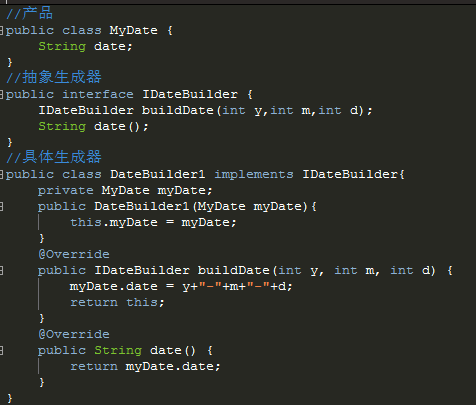 //产品
public class MyDate {
    String date;
}
//抽象生成器
public interface IDateBuilder {
    IDateBuilder buildDate(int y,int m,int d);
    String date();
}
//具体生成器
public class DateBuilder1 implements IDateBuilder{
    private MyDate myDate;
    public DateBuilder1(MyDate myDate){
        this.myDate = myDate;
    }
    @Override
    public IDateBuilder buildDate(int y, int m, int d) {
        myDate.date = y+"-"+m+"-"+d;
        return this;
    }
    @Override
    public String date() {
        return myDate.date;
    }
}